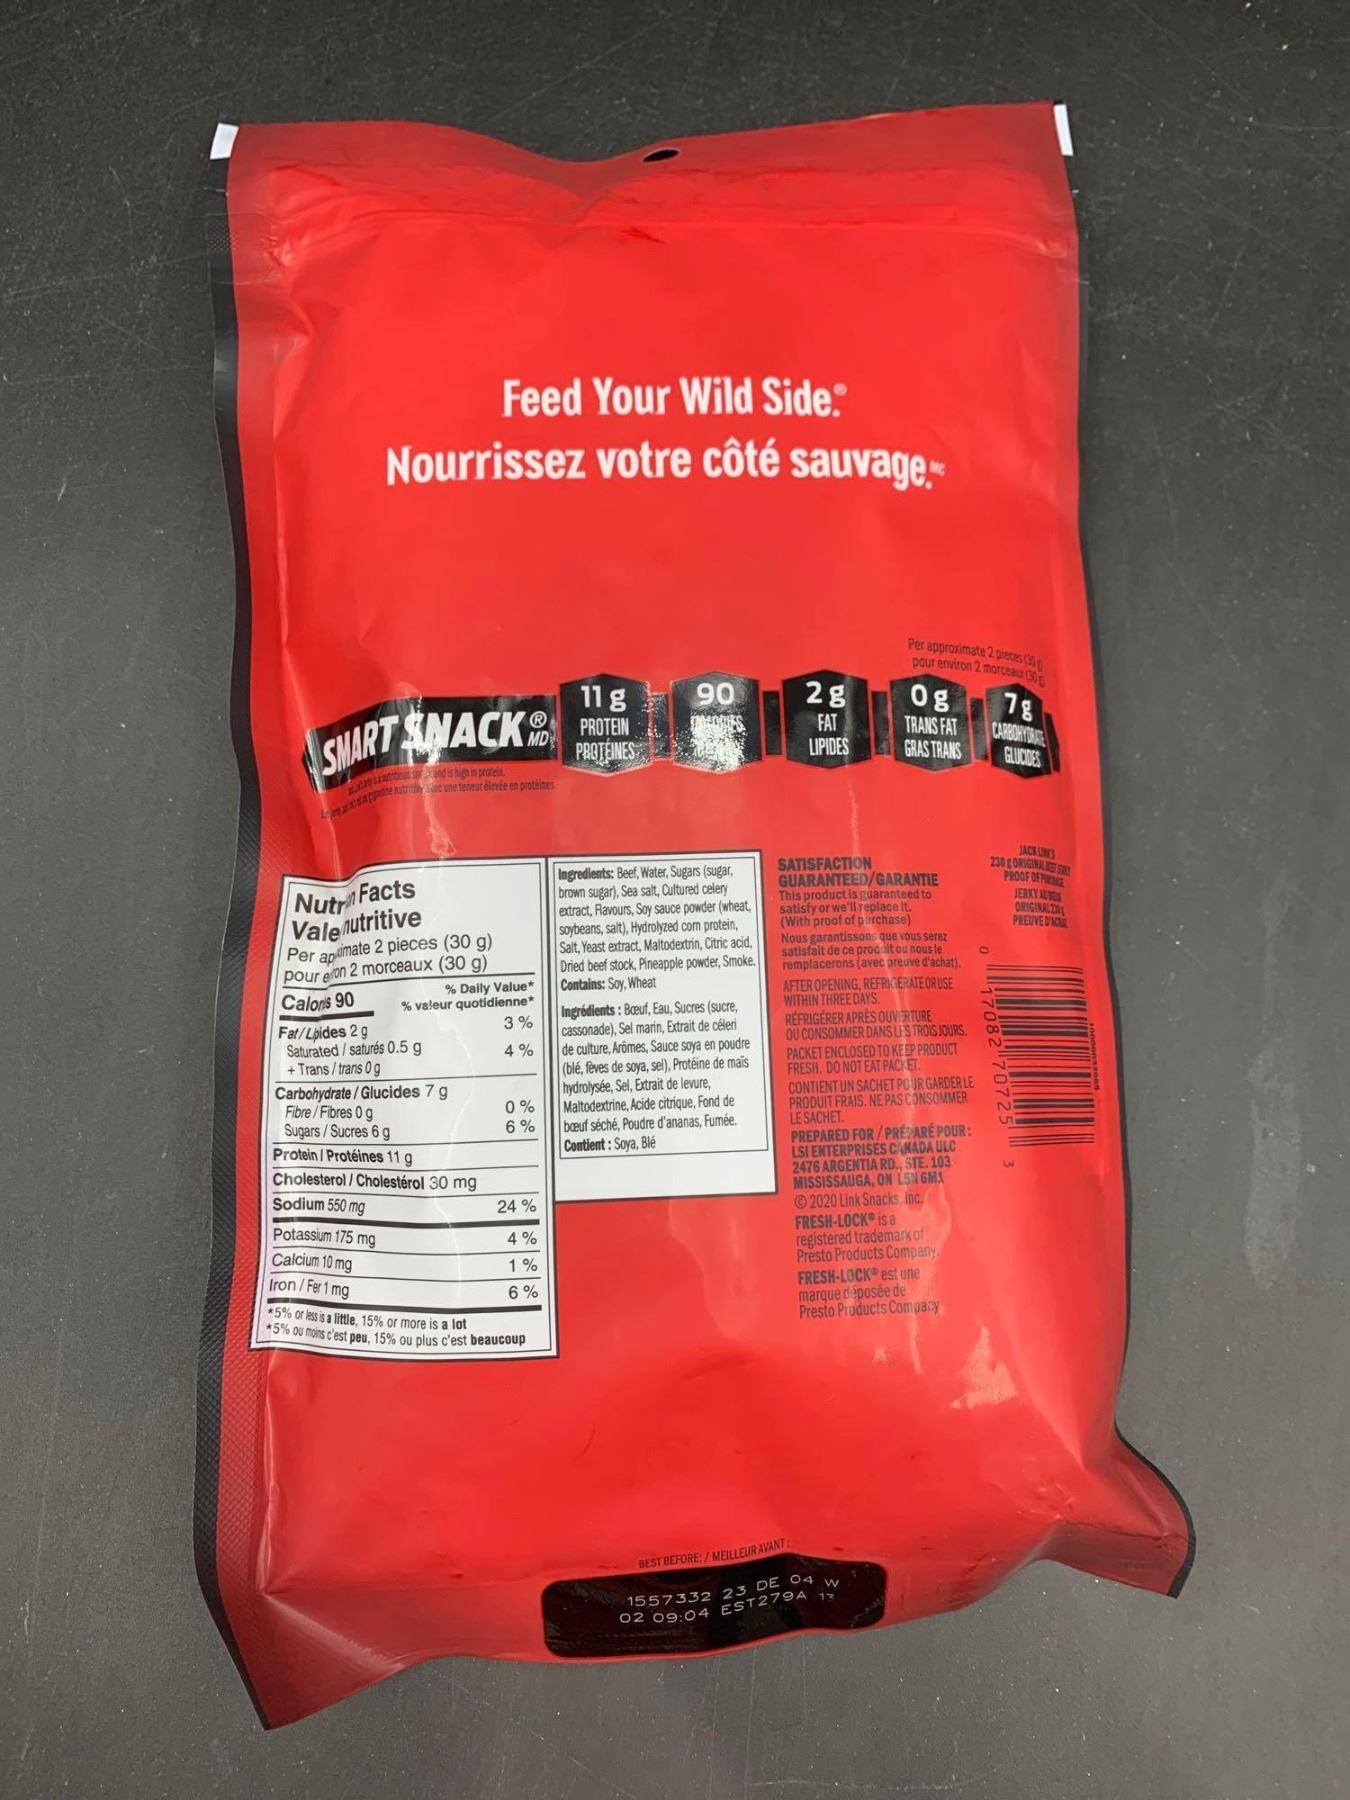 Feed Your Wild Side.®
Nourrissez votre côté sauvage.MC
Per approximate 2 pieces (30 g)
pour environ 2 morceaux (30 g)
SMART SNACK ® MD
11 g PROTEIN PROTÉINES
90
2 g FAT LIPIDES
0 g TRANS FAT GRAS TRANS
7 g CARBOHYDRATE GLUCIDES
is high in protein.
avec une teneur élevée en protéines.
Nutrition Facts
Valeur nutritive
Per approximate 2 pieces (30 g)
pour environ 2 morceaux (30 g)
Calories 90
% Daily Value*
% valeur quotidienne*
Fat / Lipides 2 g 3 %
Saturated / saturés 0.5 g
+ Trans / trans 0 g 4 %
Carbohydrate / Glucides 7 g
Fibre / Fibres 0 g 0 %
Sugars / Sucres 6 g 6 %
Protein / Protéines 11 g
Cholesterol / Cholestérol 30 mg
Sodium 550 mg 24 %
Potassium 175 mg 4 %
Calcium 10 mg 1 %
Iron / Fer 1 mg 6 %
*5% or less is a little, 15% or more is a lot
*5% ou moins c'est peu, 15% ou plus c'est beaucoup
Ingredients: Beef, Water, Sugars (sugar,
brown sugar), Sea salt, Cultured celery
extract, Flavours, Soy sauce powder (wheat,
soybeans, salt), Hydrolyzed corn protein,
Salt, Yeast extract, Maltodextrin, Citric acid,
Dried beef stock, Pineapple powder, Smoke.
Contains: Soy, Wheat
Ingrédients : Bœuf, Eau, Sucres (sucre,
cassonade), Sel marin, Extrait de céleri
de culture, Arômes, Sauce soya en poudre
(blé, fèves de soya, sel), Protéine de maïs
hydrolysée, Sel, Extrait de levure,
Maltodextrine, Acide citrique, Fond de
bœuf séché, Poudre d'ananas, Fumée.
Contient : Soya, Blé
SATISFACTION
GUARANTEED/GARANTIE
This product is guaranteed to
satisfy or we'll replace it.
(With proof of purchase)
Nous garantissons que vous serez
satisfait de ce produit ou nous le
remplacerons (avec preuve d'achat).
AFTER OPENING, REFRIGERATE OR USE
WITHIN THREE DAYS.
RÉFRIGÉRER APRÈS OUVERTURE
OU CONSOMMER DANS LES TROIS JOURS.
PACKET ENCLOSED TO KEEP PRODUCT
FRESH. DO NOT EAT PACKET.
CONTIENT UN SACHET POUR GARDER LE
PRODUIT FRAIS. NE PAS CONSOMMER
LE SACHET.
PREPARED FOR / PRÉPARÉ POUR :
LSI ENTERPRISES CANADA ULC
2476 ARGENTIA RD., STE. 103
MISSISSAUGA, ON L5N 6M1
© 2020 Link Snacks, Inc.
FRESH-LOCK® is a
registered trademark of
Presto Products Company.
FRESH-LOCK® est une
marque déposée de
Presto Products Company
JACK LINK'S
230 g ORIGINAL BEEF JERKY
PROOF OF PURCHASE
JERKY AU BŒUF
ORIGINAL 230 g
PREUVE D'ACHAT
0 17082 70725 3
BEST BEFORE: / MEILLEUR AVANT :
1557332 23 DE 04 W
02 09:04 EST279A 13